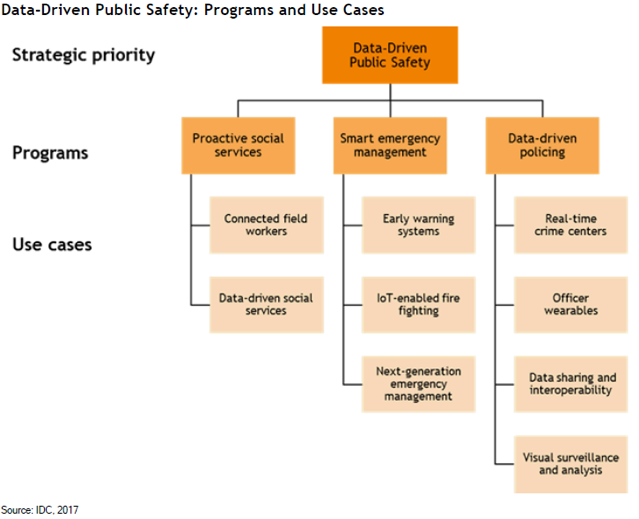 Data-Driven Public Safety: Programs and Use Cases
Strategic priority
Data-Driven
Public Safety
Programs
Proactive social
services
Smart emergency
management
Data-driven
policing
Use cases
Connected field
workers
Early warning
systems
Real-time
crime centers
Data-driven social
services
IoT-enabled fire
fighting
Officer
wearables
Next-generation
emergency
management
Data sharing and
interoperability
Visual surveillance
and analysis
Source: IDC, 2017